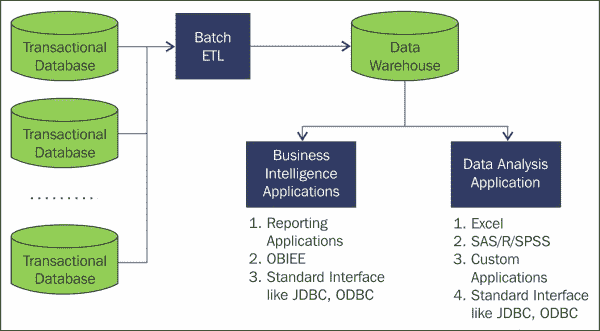 Transactional
Database
Batch
ETL
Data
Warehouse
Transactional
Database
.........
Transactional
Database
Business
Intelligence
Applications
1. Reporting
Applications
2. OBIEE
3. Standard Interface
like JDBC, ODBC
Data Analysis
Application
1. Excel
2. SAS/R/SPSS
3. Custom
Applications
4. Standard Interface
like JDBC, ODBC